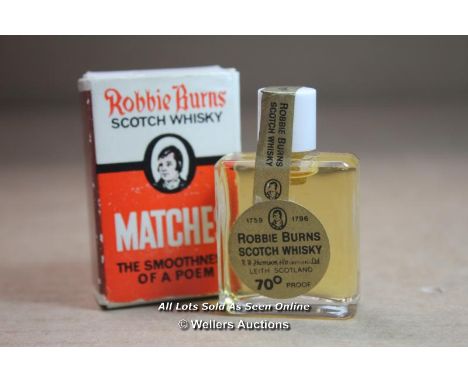 Robbie Burns
SCOTCH WHISKY
MATCHE
THE SMOOTHNES
OF A POEM
ROBBIE BURNS
SCOTCH WHISKY
1759 1796
ROBBIE BURNS
SCOTCH WHISKY
LEITH SCOTLAND
70º PROOF
All Lots Sold As Seen Online
©Wellers Auctions